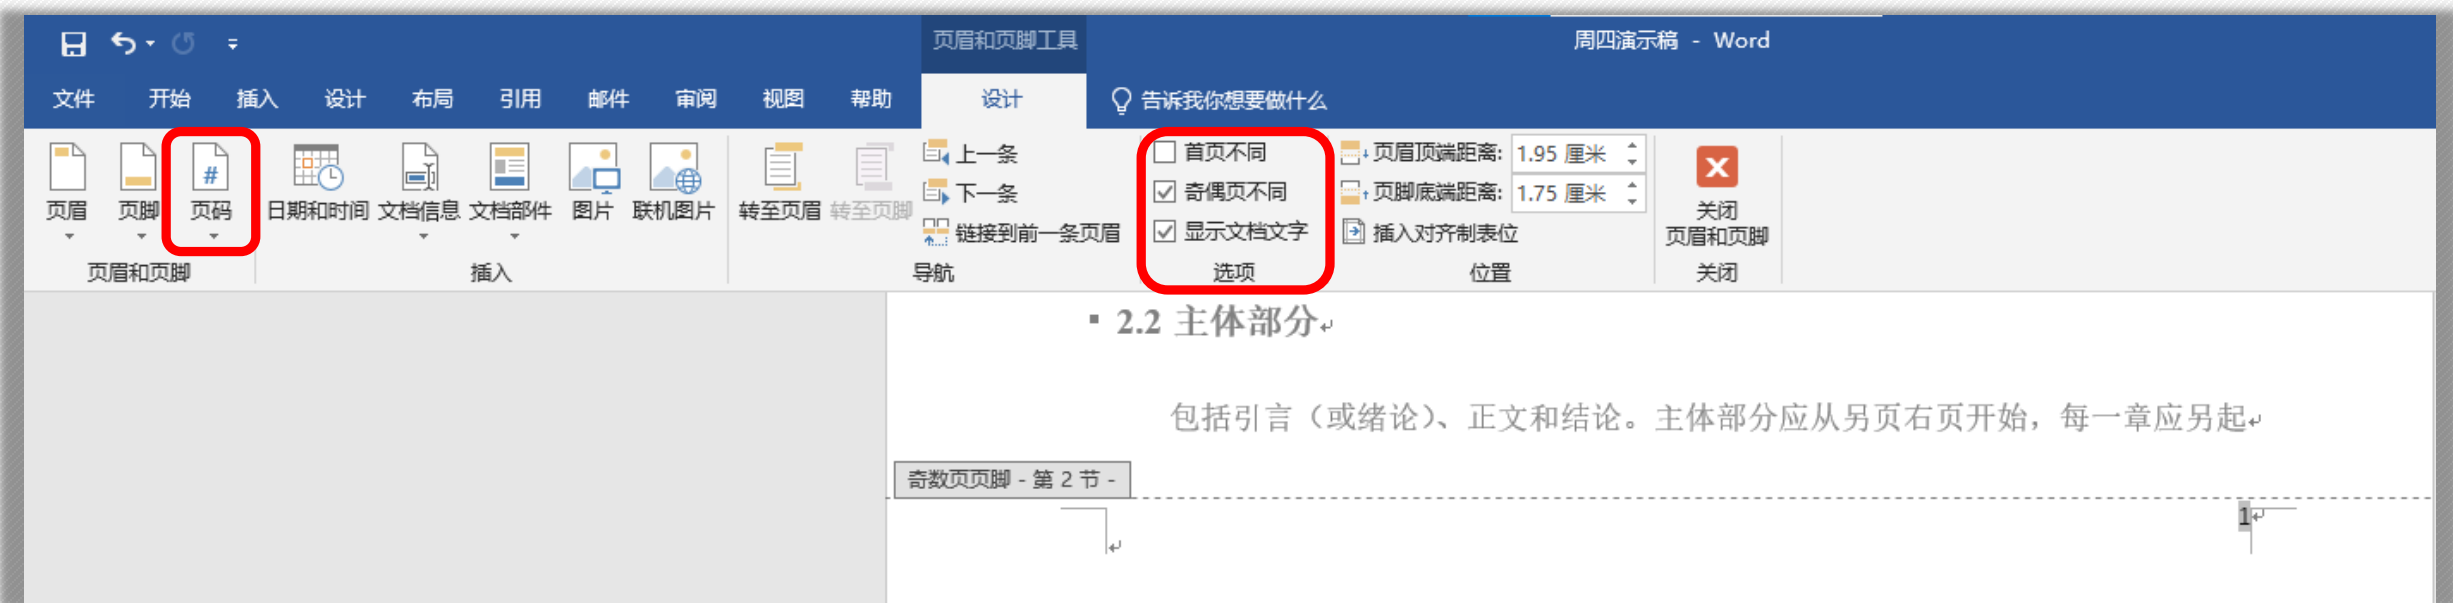 页眉和页脚工具
周四演示稿 - Word
文件 开始 插入 设计 布局 引用 邮件 审阅 视图 帮助 设计 告诉我你想要做什么
页眉 页脚 # 页码 日期和时间 文档信息 文档部件 图片 联机图片 转至页眉 转至页脚
上一条
下一条
链接到前一条页眉
首页不同
奇偶页不同
显示文档文字
页眉顶端距离: 1.95 厘米
页脚底端距离: 1.75 厘米
插入对齐制表位
关闭
页眉和页脚
页眉和页脚 插入 导航 选项 位置 关闭
2.2 主体部分
包括引言（或绪论）、正文和结论。主体部分应从另页右页开始，每一章应另起
奇数页页脚 - 第 2 节 -
1